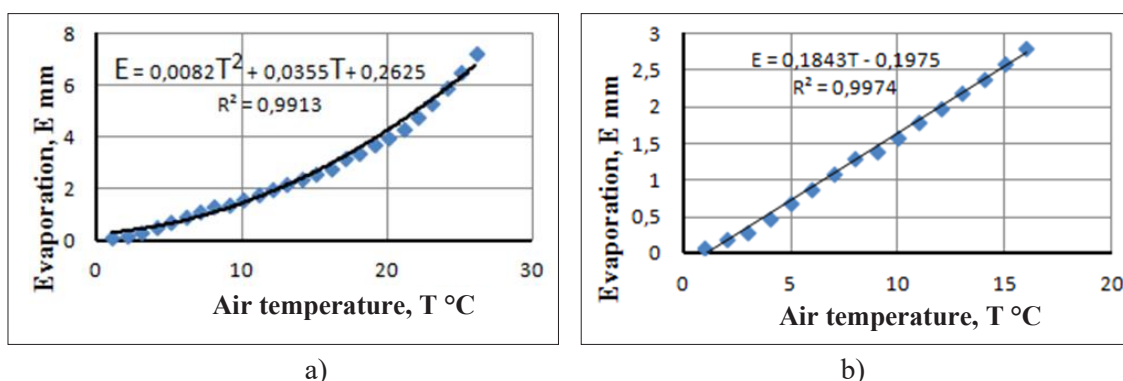 Evaporation, E mm
8
6
4
2
0
E = 0,0082T² + 0,0355T + 0,2625
R² = 0,9913
0 10 20 30
Air temperature, T °C
a)
Evaporation, E mm
3
2,5
2
1,5
1
0,5
0
E = 0,1843T - 0,1975
R² = 0,9974
0 5 10 15 20
Air temperature, T °C
b)